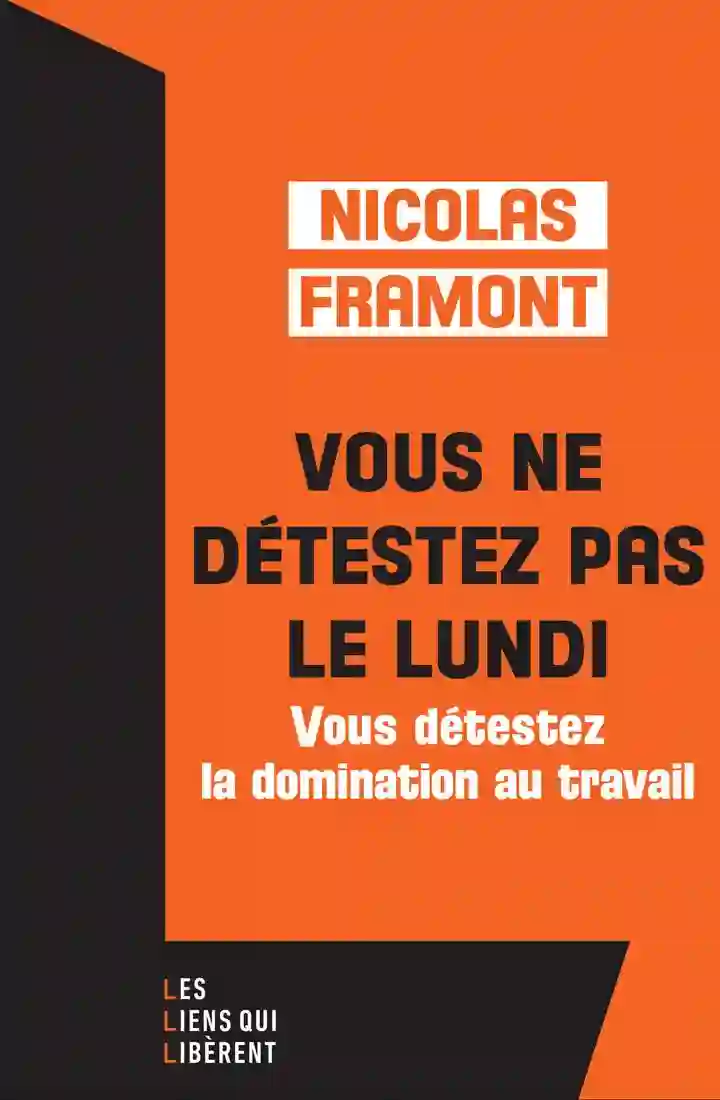 NICOLAS
FRAMONT
VOUS NE
DÉTESTEZ PAS
LE LUNDI
Vous détestez
la domination au travail
LES
LIENS QUI
LIBÈRENT